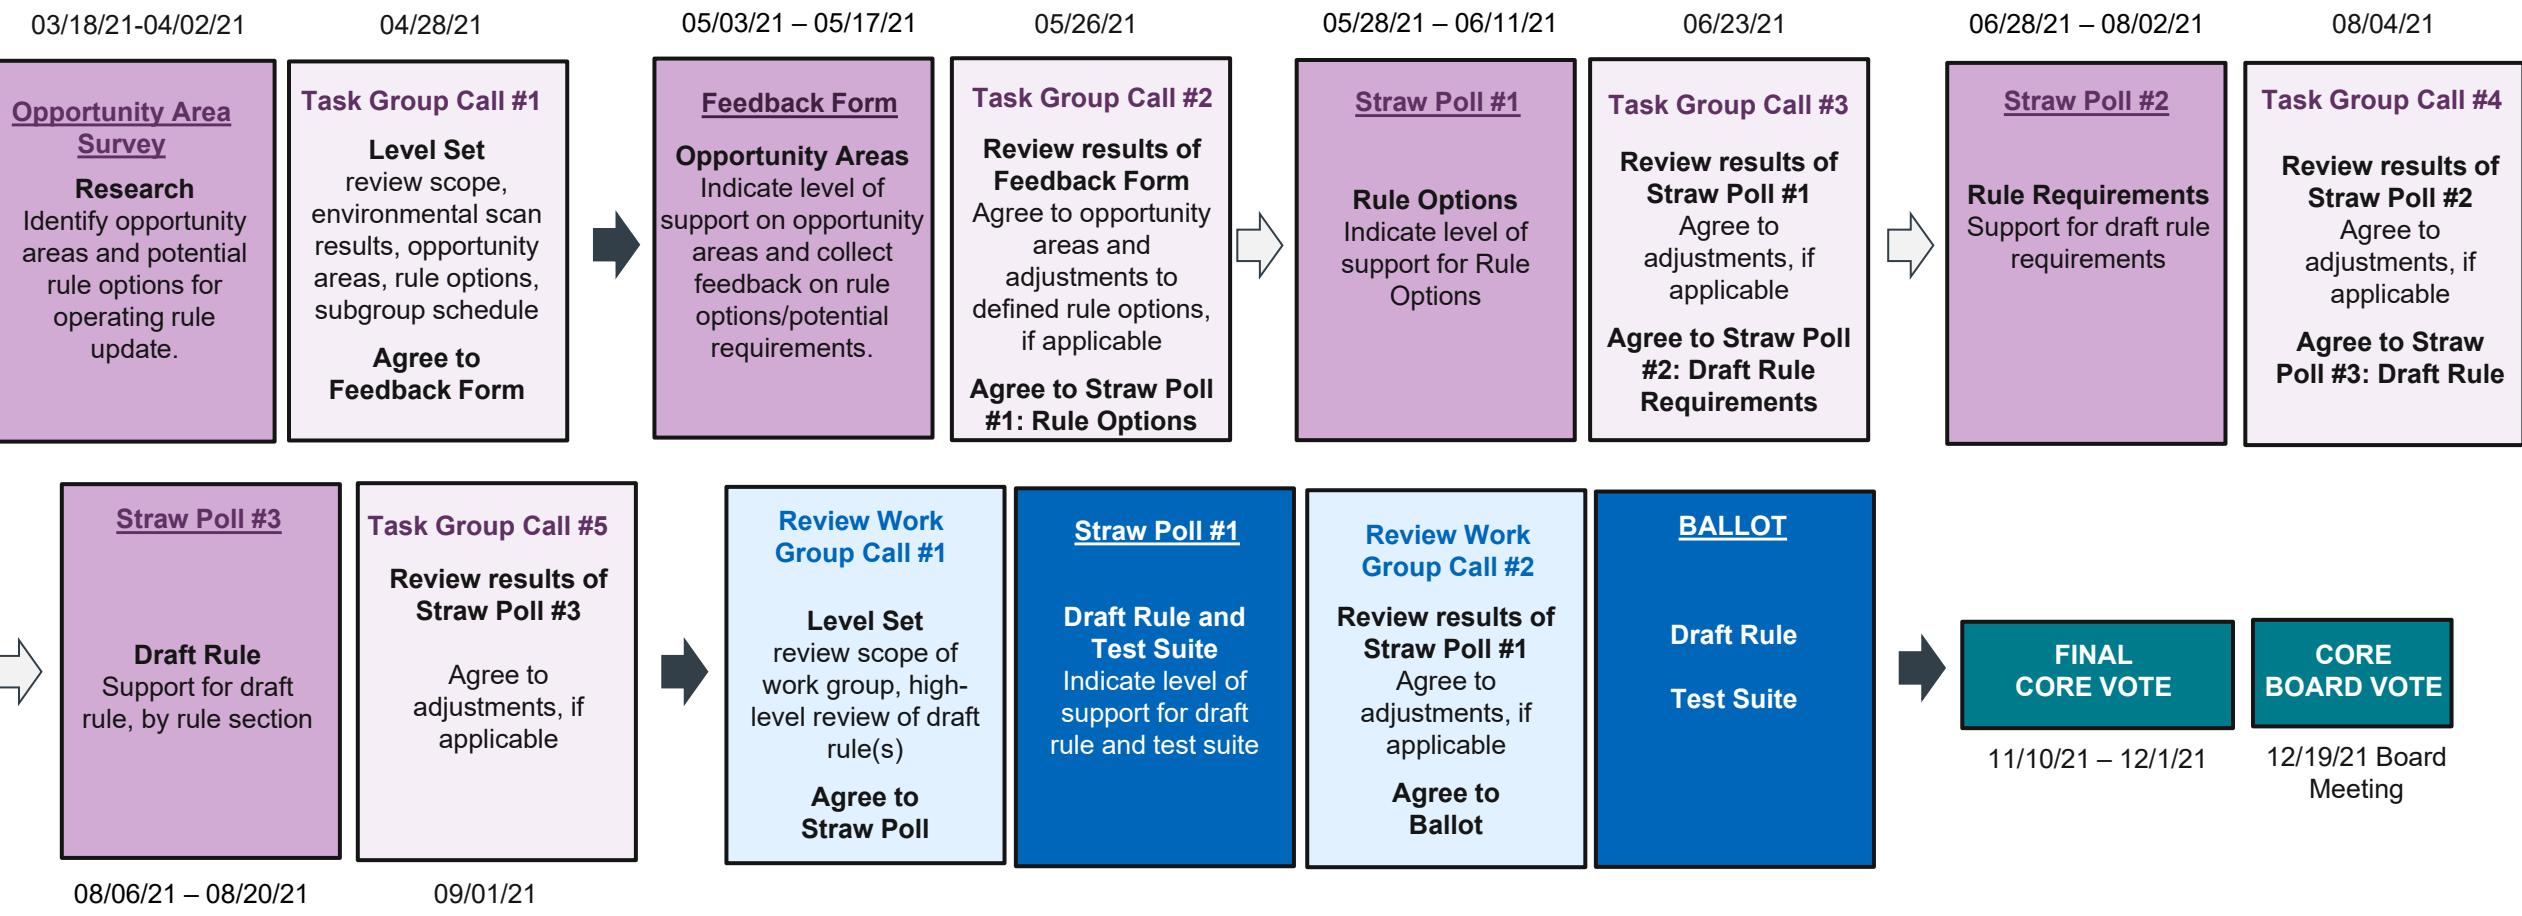 03/18/21-04/02/21
04/28/21
05/03/21 – 05/17/21
05/26/21
05/28/21 – 06/11/21
06/23/21
06/28/21 – 08/02/21
08/04/21
Opportunity Area
Survey
Research
Identify opportunity
areas and potential
rule options for
operating rule
update.
Task Group Call #1
Level Set
review scope,
environmental scan
results, opportunity
areas, rule options,
subgroup schedule
Agree to
Feedback Form
Feedback Form
Opportunity Areas
Indicate level of
support on opportunity
areas and collect
feedback on rule
options/potential
requirements.
Task Group Call #2
Review results of
Feedback Form
Agree to opportunity
areas and
adjustments to
defined rule options,
if applicable
Agree to Straw Poll
#1: Rule Options
Straw Poll #1
Rule Options
Indicate level of
support for Rule
Options
Task Group Call #3
Review results of
Straw Poll #1
Agree to
adjustments, if
applicable
Agree to Straw Poll
#2: Draft Rule
Requirements
Straw Poll #2
Rule Requirements
Support for draft rule
requirements
Task Group Call #4
Review results of
Straw Poll #2
Agree to
adjustments, if
applicable
Agree to Straw
Poll #3: Draft Rule
Straw Poll #3
Draft Rule
Support for draft
rule, by rule section
08/06/21 – 08/20/21
Task Group Call #5
Review results of
Straw Poll #3
Agree to
adjustments, if
applicable
09/01/21
Review Work
Group Call #1
Level Set
review scope of
work group, high-
level review of draft
rule(s)
Agree to
Straw Poll
Straw Poll #1
Draft Rule and
Test Suite
Indicate level of
support for draft
rule and test suite
Review Work
Group Call #2
Review results of
Straw Poll #1
Agree to
adjustments, if
applicable
Agree to
Ballot
BALLOT
Draft Rule
Test Suite
FINAL
CORE VOTE
11/10/21 – 12/1/21
CORE
BOARD VOTE
12/19/21 Board
Meeting